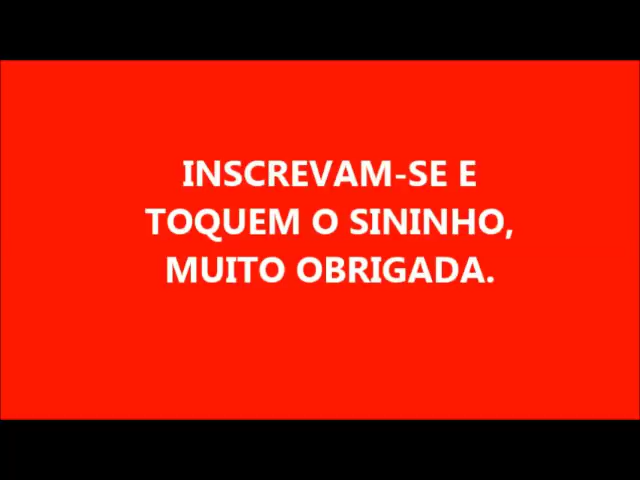 INSCREVAM-SE E
TOQUEM O SININHO,
MUITO OBRIGADA.